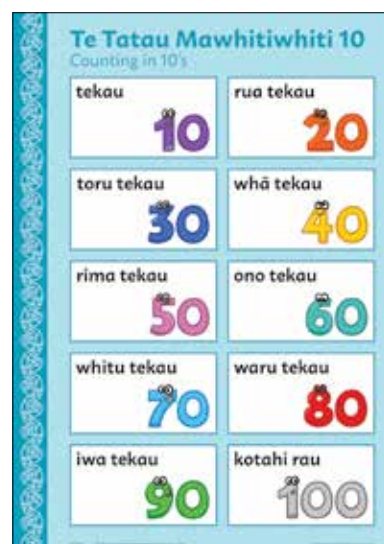 Te Tatau Mawhitiwhiti 10
Counting in 10's
tekau
10
rua tekau
20
toru tekau
30
whā tekau
40
rima tekau
50
ono tekau
60
whitu tekau
70
waru tekau
80
iwa tekau
90
kotahi rau
100